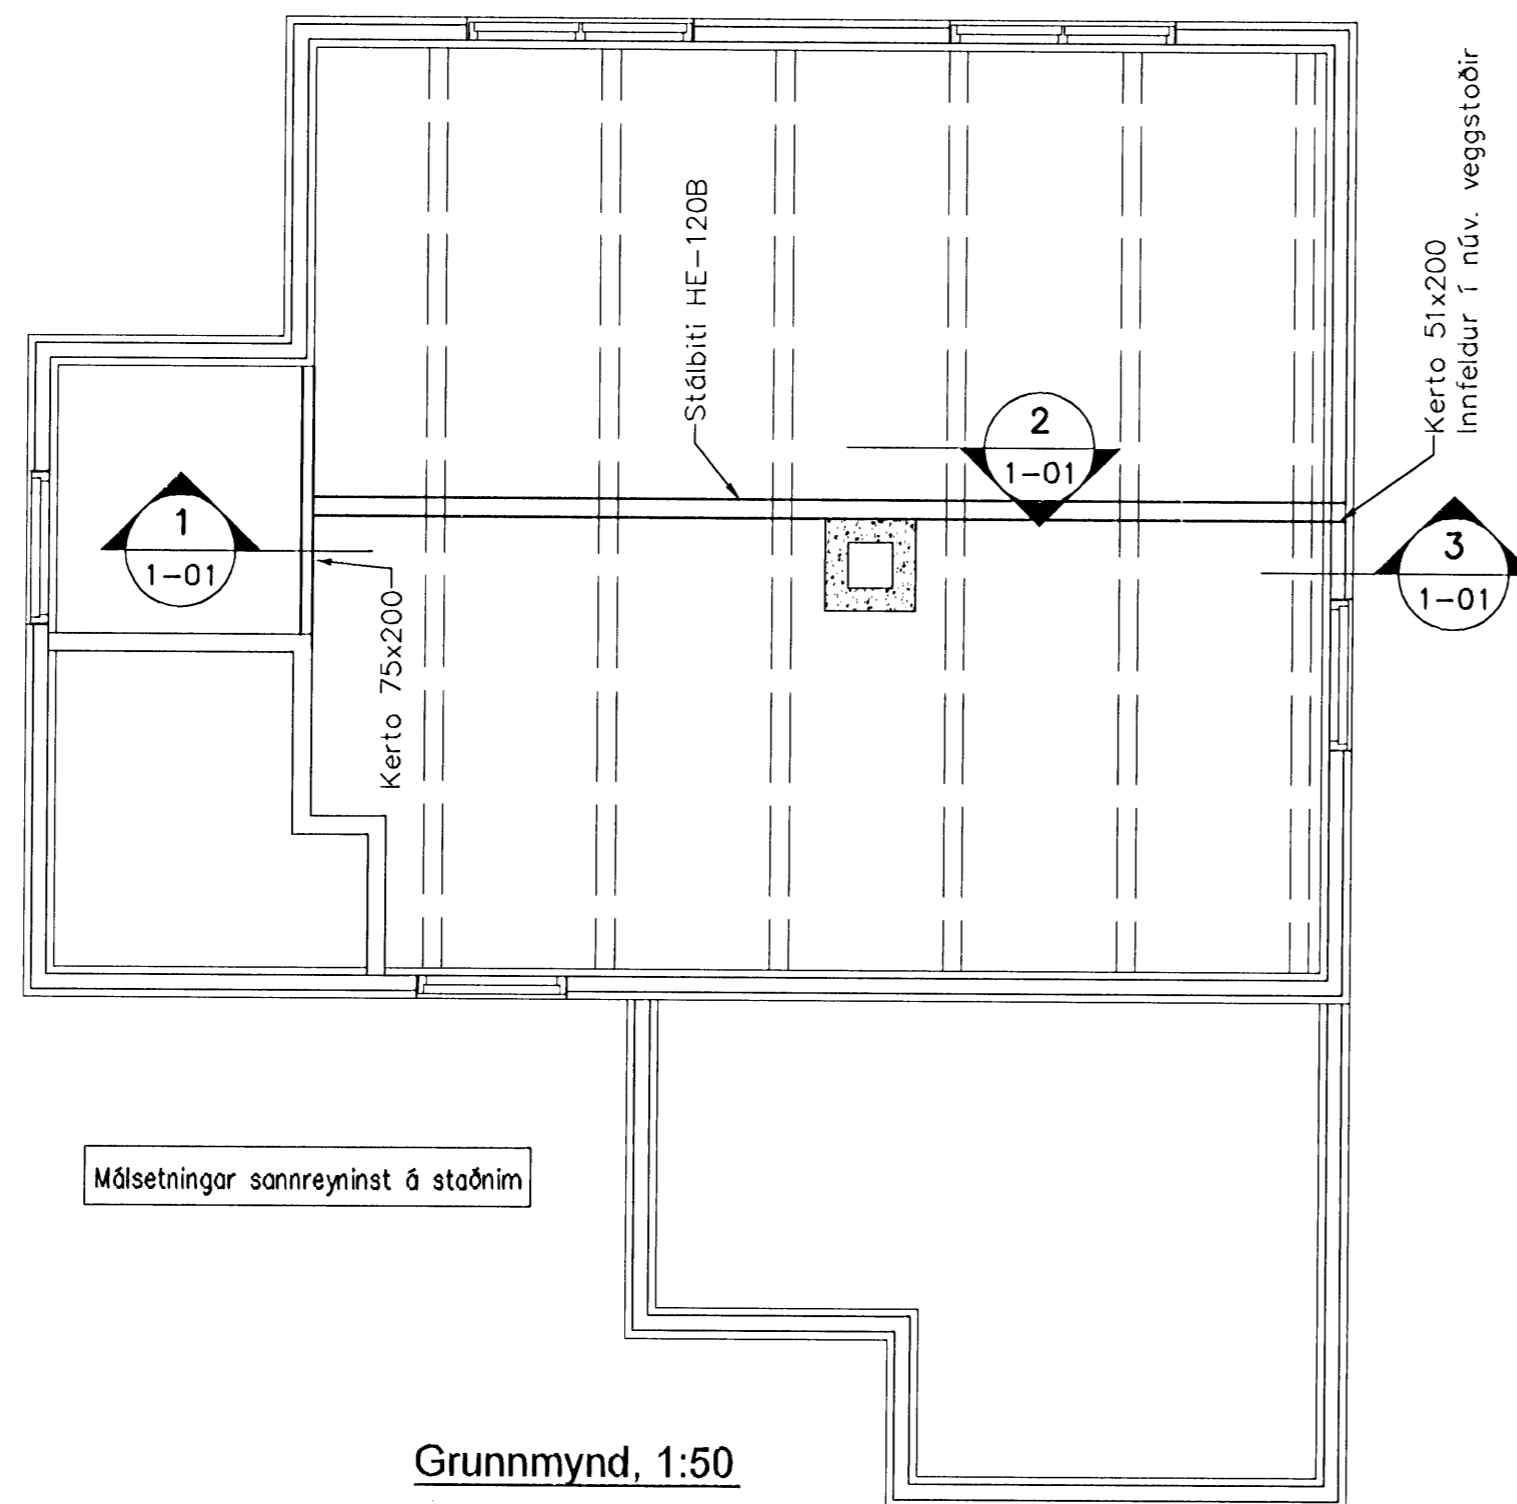 Stálbiti HE-120B
Kerto 51x200
Innfeldur í núv. veggstoðir
2
1-01
1
1-01
3
1-01
Kerto 75x200
Málsetningar sannreyninst á staðnim
Grunnmynd, 1:50